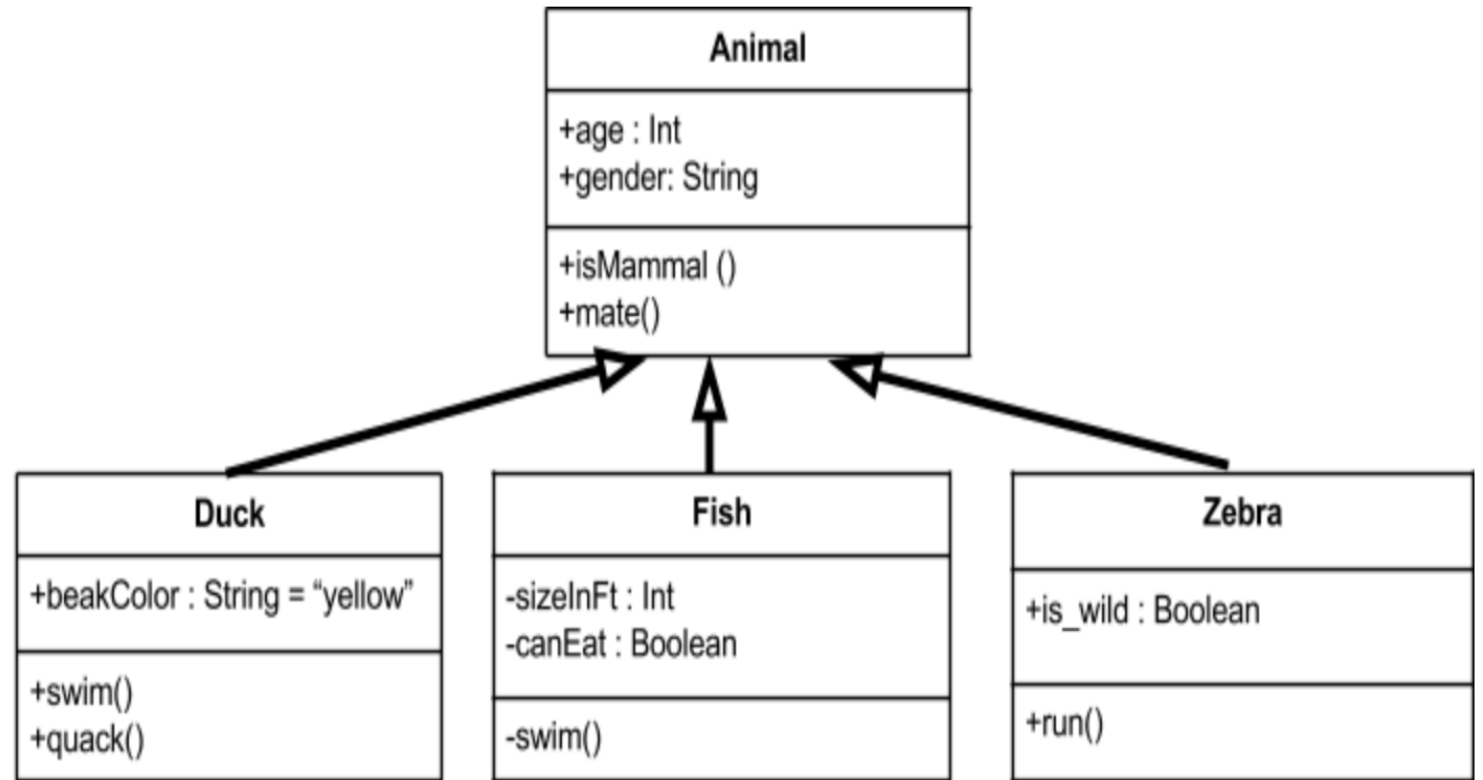 Animal
+age : Int
+gender: String
+isMammal ()
+mate()
Duck
+beakColor : String = “yellow”
+swim()
+quack()
Fish
-sizeInFt : Int
-canEat : Boolean
-swim()
Zebra
+is_wild : Boolean
+run()